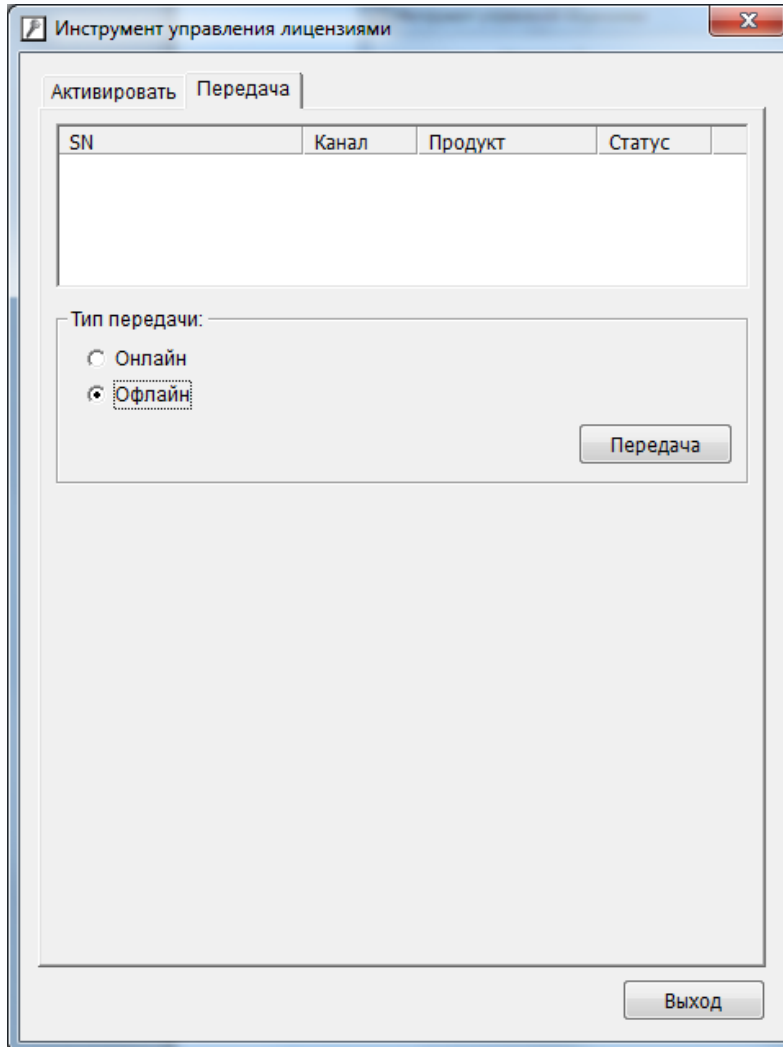 Инструмент управления лицензиями
Активировать Передача
SN Канал Продукт Статус
Тип передачи:
Онлайн
Офлайн
Передача
Выход